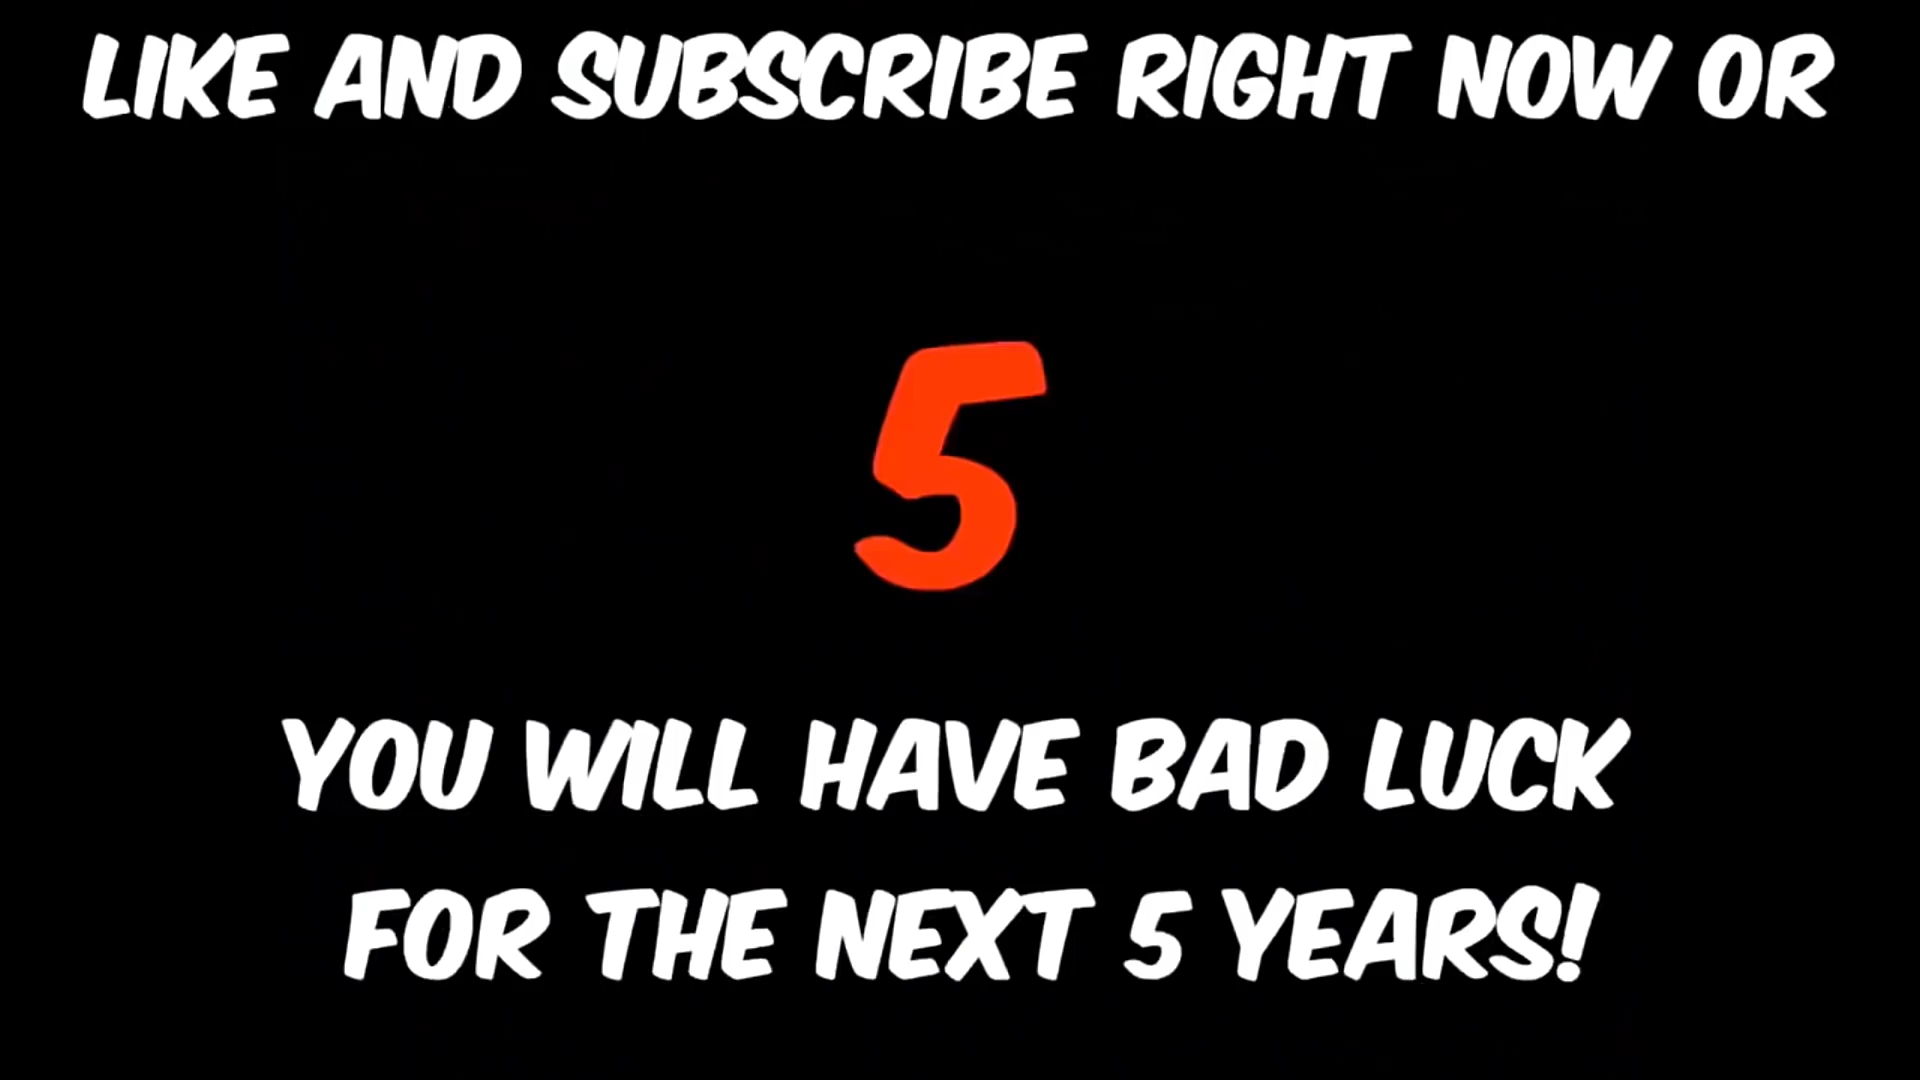 LIKE AND SUBSCRIBE RIGHT NOW OR
5
YOU WILL HAVE BAD LUCK
FOR THE NEXT 5 YEARS!